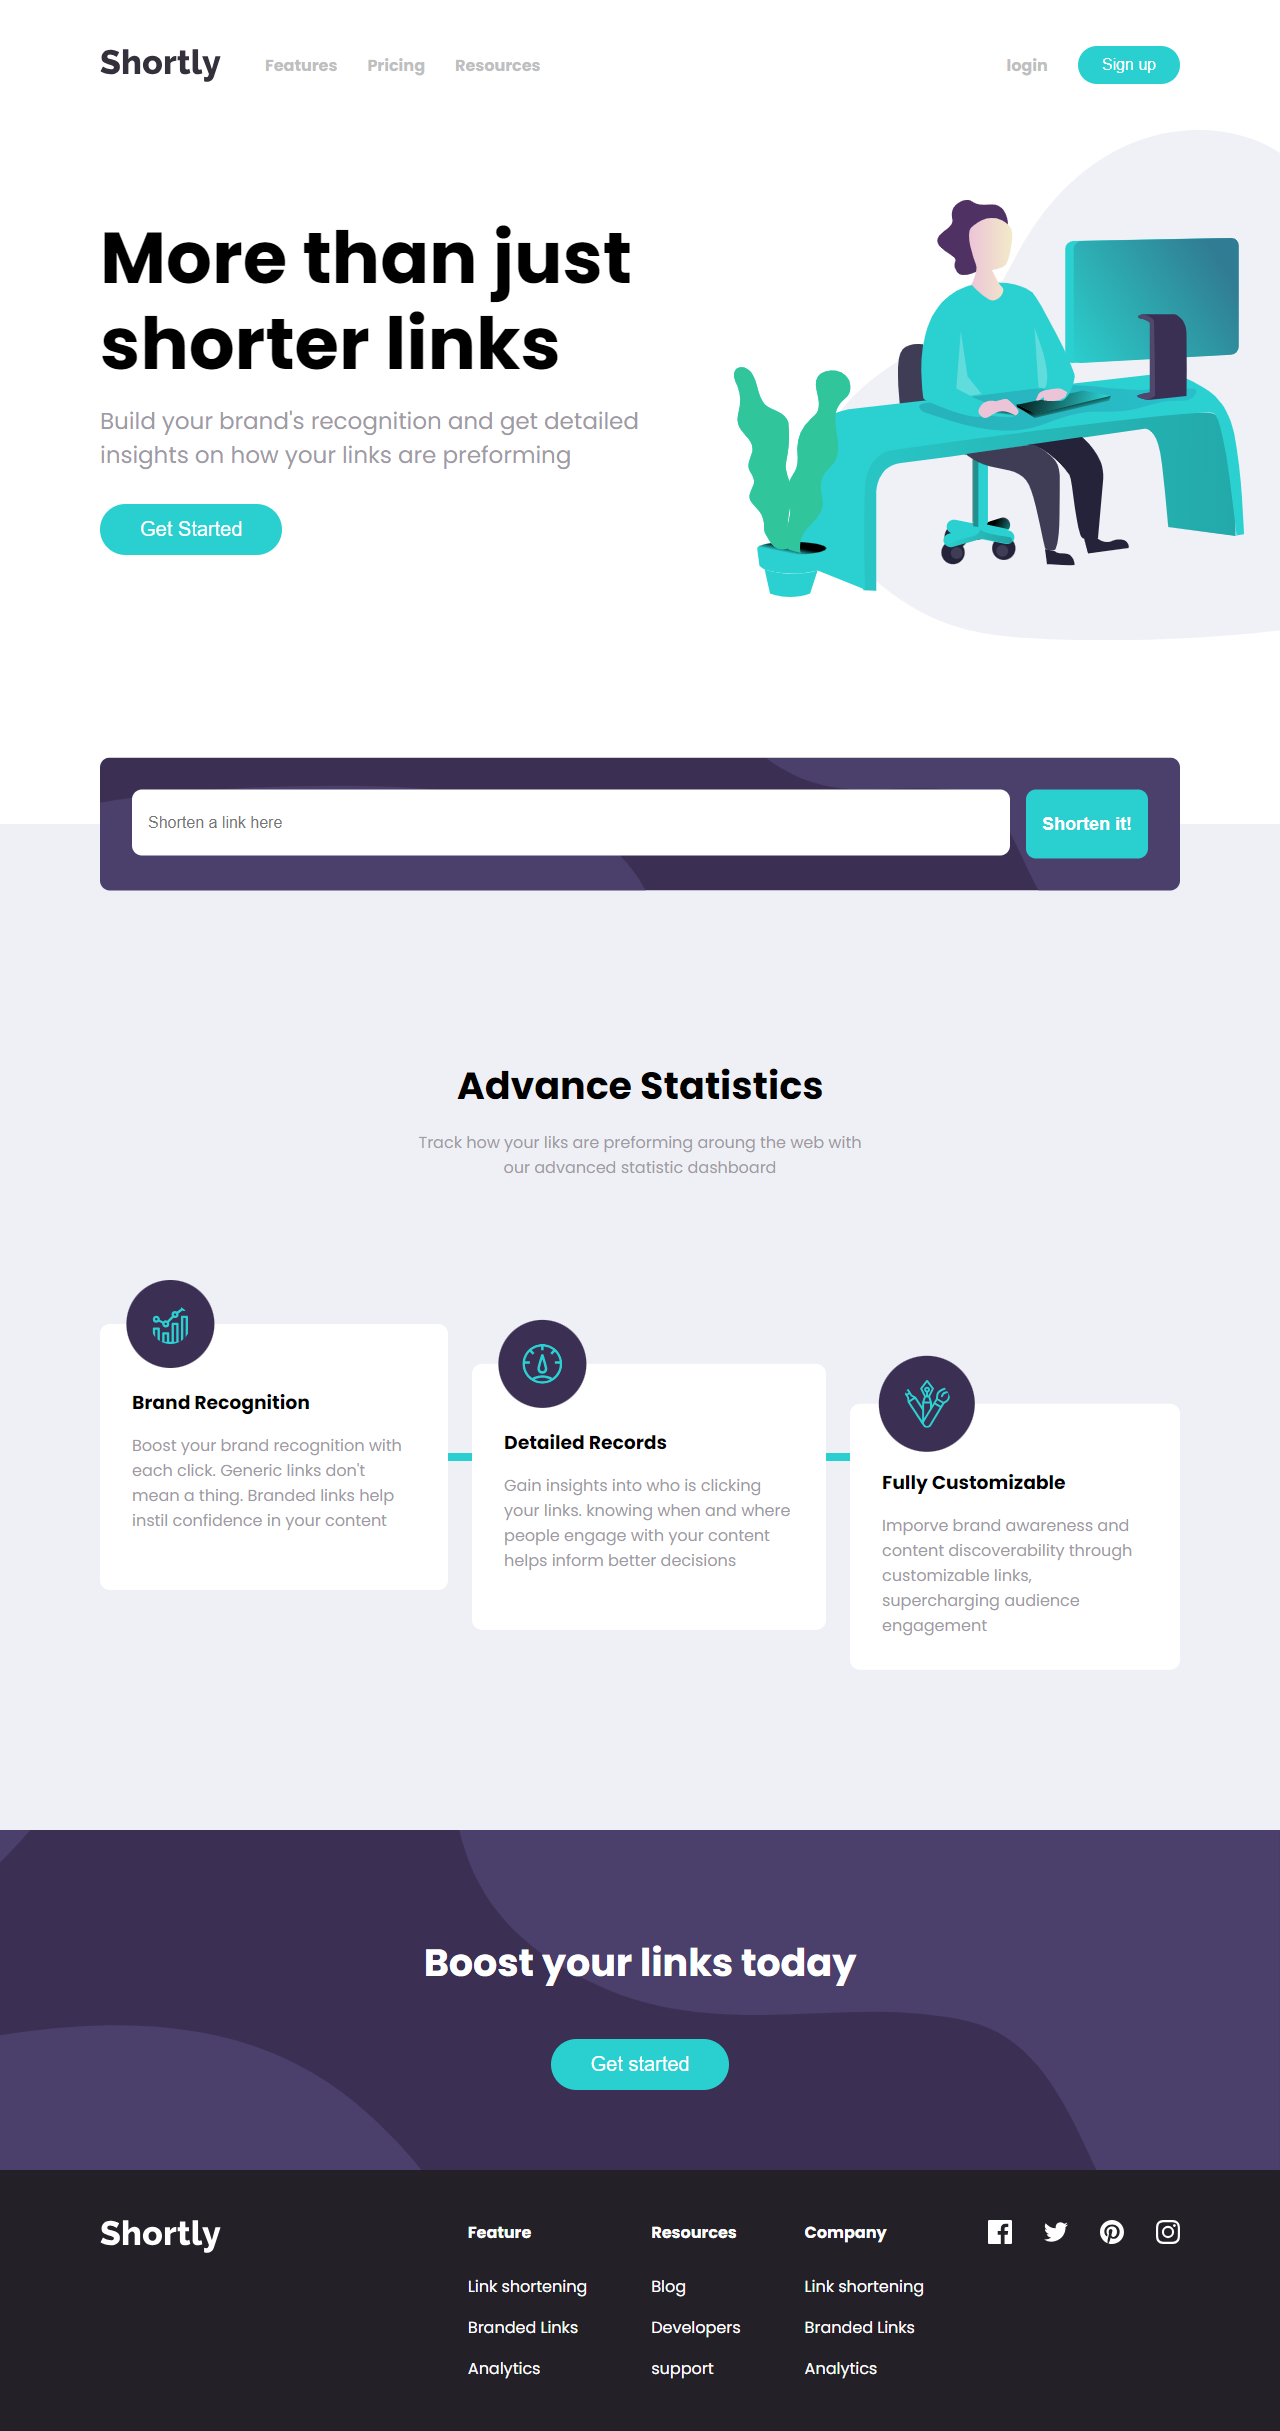 Shortly
Features
Pricing
Resources
login
Sign up
More than just
shorter links
Build your brand's recognition and get detailed
insights on how your links are preforming
Get Started
Shorten a link here
Shorten it!
Advance Statistics
Track how your liks are preforming aroung the web with
our advanced statistic dashboard
Brand Recognition
Boost your brand recognition with
each click. Generic links don't
mean a thing. Branded links help
instil confidence in your content
Detailed Records
Gain insights into who is clicking
your links. knowing when and where
people engage with your content
helps inform better decisions
Fully Customizable
Imporve brand awareness and
content discoverability through
customizable links,
supercharging audience
engagement
Boost your links today
Get started
Shortly
Feature
Link shortening
Branded Links
Analytics
Resources
Blog
Developers
support
Company
Link shortening
Branded Links
Analytics